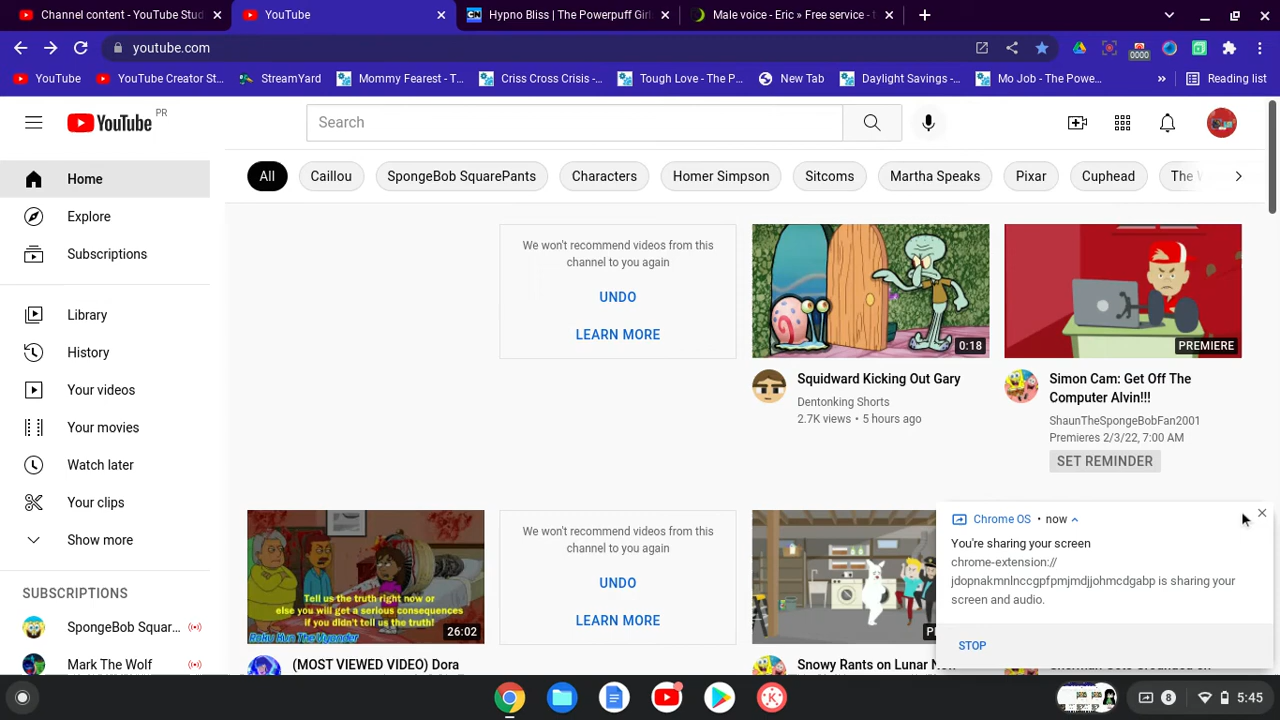 Channel content - YouTube Stud
YouTube
Hypno Bliss | The Powerpuff Girl
Male voice - Eric » Free service - f
youtube.com
0000
YouTube
YouTube Creator St...
StreamYard
Mommy Fearest - T...
Criss Cross Crisis -...
Tough Love - The P...
New Tab
Daylight Savings -...
Mo Job - The Powe...
»
Reading list
YouTube PR
Search
All
Caillou
SpongeBob SquarePants
Characters
Homer Simpson
Sitcoms
Martha Speaks
Pixar
Cuphead
Home
Explore
Subscriptions
Library
History
Your videos
Your movies
Watch later
Your clips
Show more
SUBSCRIPTIONS
SpongeBob Squar...
Mark The Wolf
We won't recommend videos from this
channel to you again
UNDO
LEARN MORE
0:18
Squidward Kicking Out Gary
Dentonking Shorts
2.7K views • 5 hours ago
PREMIERE
Simon Cam: Get Off The
Computer Alvin!!!
ShaunTheSpongeBobFan2001
Premieres 2/3/22, 7:00 AM
SET REMINDER
Tell us the truth right now or
else you will get a serious consequences
if you didn't tell us the truth!
26:02
(MOST VIEWED VIDEO) Dora
We won't recommend videos from this
channel to you again
UNDO
LEARN MORE
Snowy Rants on Lunar
Chrome OS • now
You're sharing your screen
chrome-extension://
jdopnakmnlnccgpfpmjmdjjohmcdgabp is sharing your
screen and audio.
STOP
8
5:45